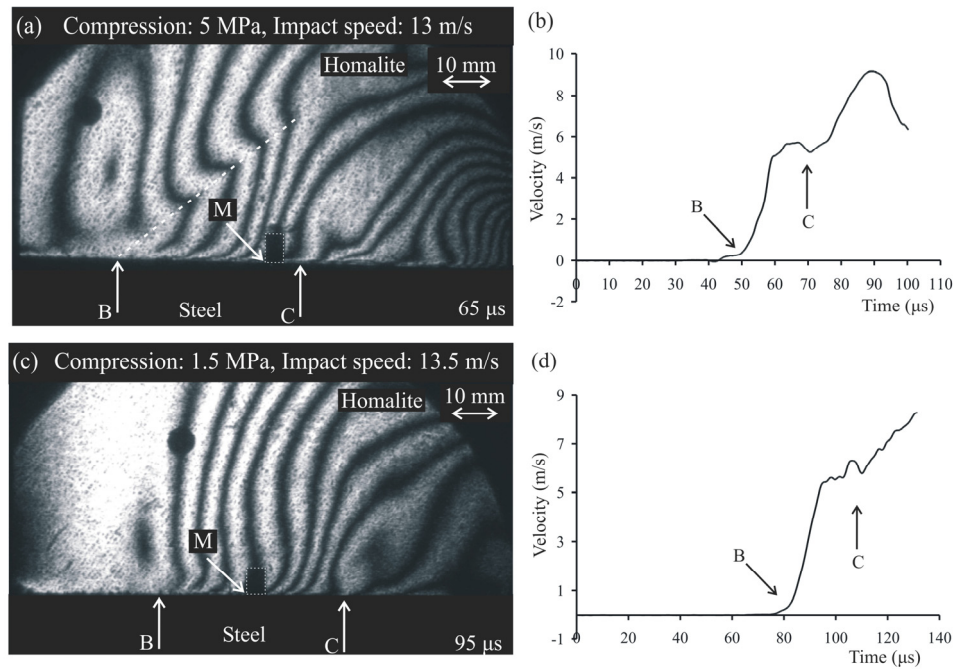 (a) Compression: 5 MPa, Impact speed: 13 m/s
Homalite
10 mm
M
B
Steel
C
65 μs
(b)
Velocity (m/s)
10
8
6
4
2
0
-2
B
C
0 10 20 30 40 50 60 70 80 90 100 110
Time (μs)
(c) Compression: 1.5 MPa, Impact speed: 13.5 m/s
Homalite
10 mm
M
B
Steel
C
95 μs
(d)
Velocity (m/s)
9
7
5
3
1
-1
B
C
0 20 40 60 80 100 120 140
Time (μs)